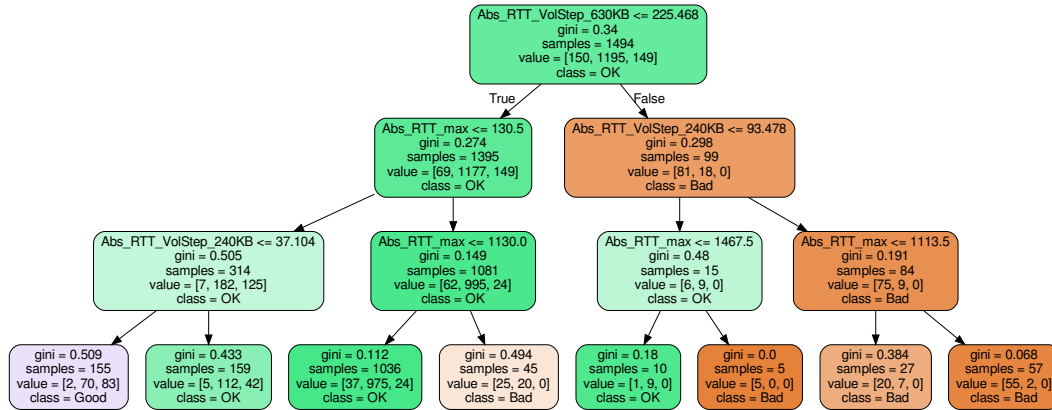 Abs_RTT_VolStep_630KB <= 225.468
gini = 0.34
samples = 1494
value = [150, 1195, 149]
class = OK
True
False
Abs_RTT_max <= 130.5
gini = 0.274
samples = 1395
value = [69, 1177, 149]
class = OK
Abs_RTT_VolStep_240KB <= 93.478
gini = 0.298
samples = 99
value = [81, 18, 0]
class = Bad
Abs_RTT_VolStep_240KB <= 37.104
gini = 0.505
samples = 314
value = [7, 182, 125]
class = OK
Abs_RTT_max <= 1130.0
gini = 0.149
samples = 1081
value = [62, 995, 24]
class = OK
Abs_RTT_max <= 1467.5
gini = 0.48
samples = 15
value = [6, 9, 0]
class = OK
Abs_RTT_max <= 1113.5
gini = 0.191
samples = 84
value = [75, 9, 0]
class = Bad
gini = 0.509
samples = 155
value = [2, 70, 83]
class = Good
gini = 0.433
samples = 159
value = [5, 112, 42]
class = OK
gini = 0.112
samples = 1036
value = [37, 975, 24]
class = OK
gini = 0.494
samples = 45
value = [25, 20, 0]
class = Bad
gini = 0.18
samples = 10
value = [1, 9, 0]
class = OK
gini = 0.0
samples = 5
value = [5, 0, 0]
class = Bad
gini = 0.384
samples = 27
value = [20, 7, 0]
class = Bad
gini = 0.068
samples = 57
value = [55, 2, 0]
class = Bad